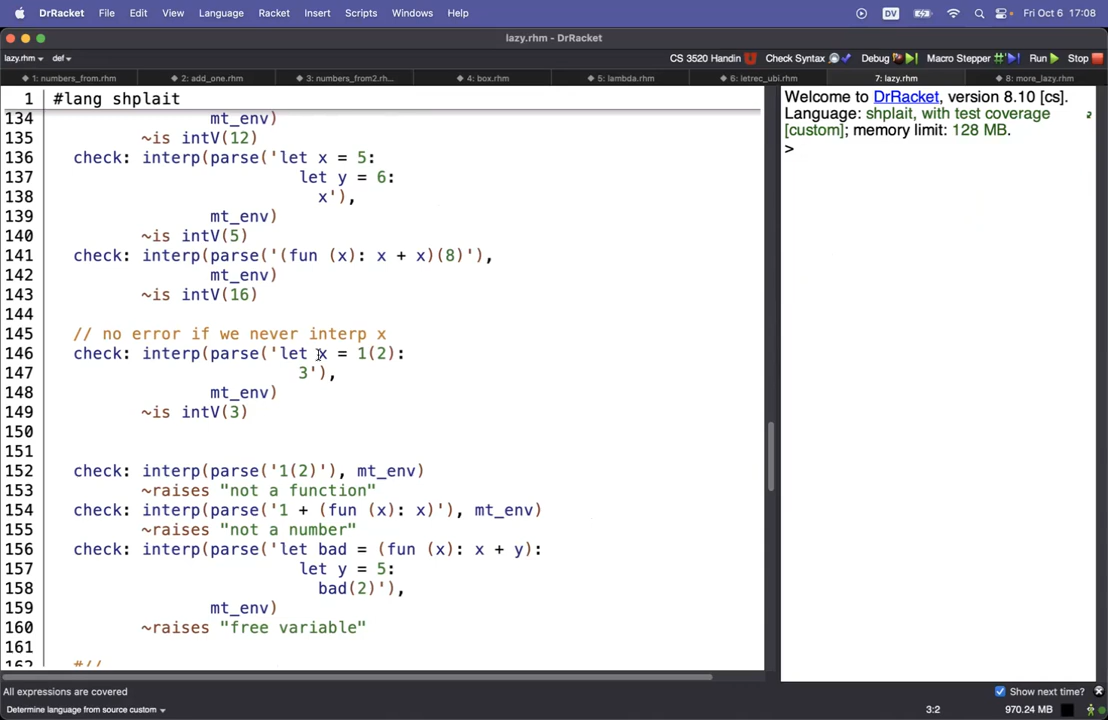 DrRacket File Edit View Language Racket Insert Scripts Windows Help DV Fri Oct 6 17:08
lazy.rhm - DrRacket
lazy.rhm def CS 3520 Handin Check Syntax Debug Macro Stepper Run Stop
1: numbers_from.rhm 2: add_one.rhm 3: numbers_from2.rh... 4: box.rhm 5: lambda.rhm 6: letrec_ubi.rhm 7: lazy.rhm 8: more_lazy.rhm
1 #lang shplait
134 mt_env)
135 ~is intV(12)
136 check: interp(parse('let x = 5:
137 let y = 6:
138 x'),
139 mt_env)
140 ~is intV(5)
141 check: interp(parse('(fun (x): x + x)(8)'),
142 mt_env)
143 ~is intV(16)
144
145 // no error if we never interp x
146 check: interp(parse('let x = 1(2):
147 3'),
148 mt_env)
149 ~is intV(3)
150
151
152 check: interp(parse('1(2)'), mt_env)
153 ~raises "not a function"
154 check: interp(parse('1 + (fun (x): x)'), mt_env)
155 ~raises "not a number"
156 check: interp(parse('let bad = (fun (x): x + y):
157 let y = 5:
158 bad(2)'),
159 mt_env)
160 ~raises "free variable"
161
162 #//
Welcome to DrRacket, version 8.10 [cs].
Language: shplait, with test coverage
[custom]; memory limit: 128 MB.
>
All expressions are covered Show next time?
Determine language from source custom 3:2 970.24 MB